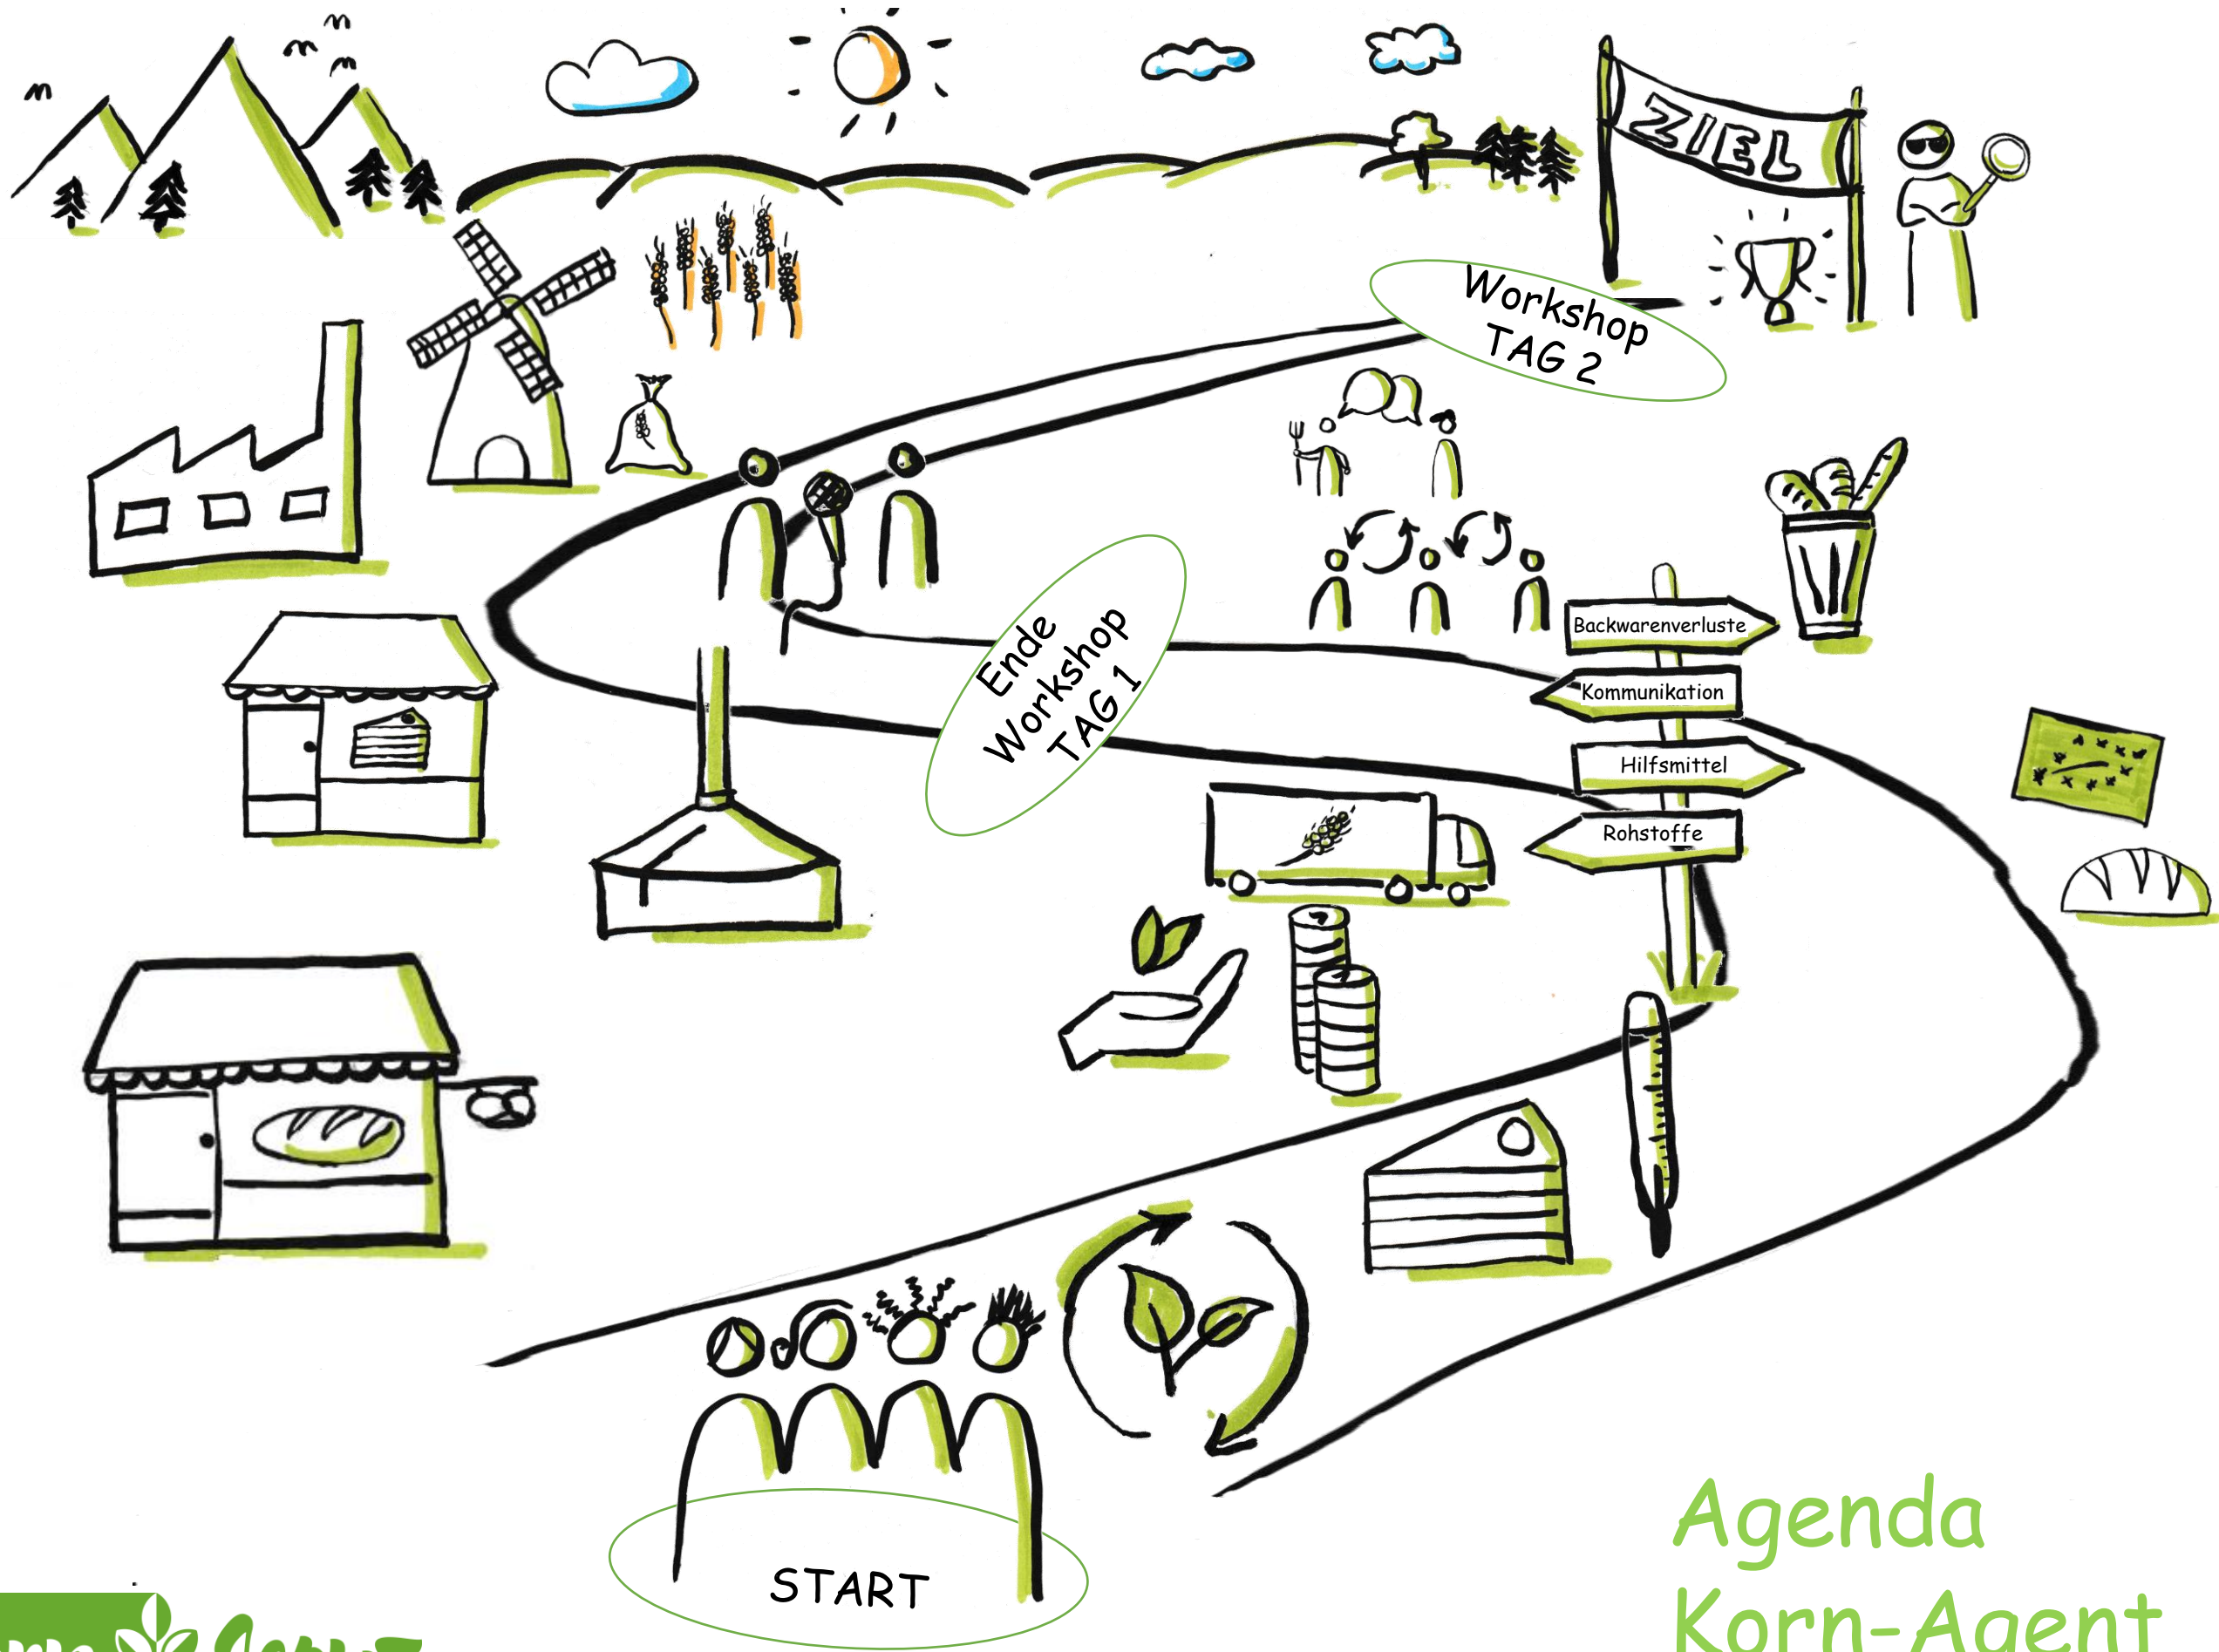 ZIEL
Workshop
TAG 2
Backwarenverluste
Kommunikation
Hilfsmittel
Rohstoffe
Ende
Workshop
TAG 1
START
Agenda
Korn-Agent